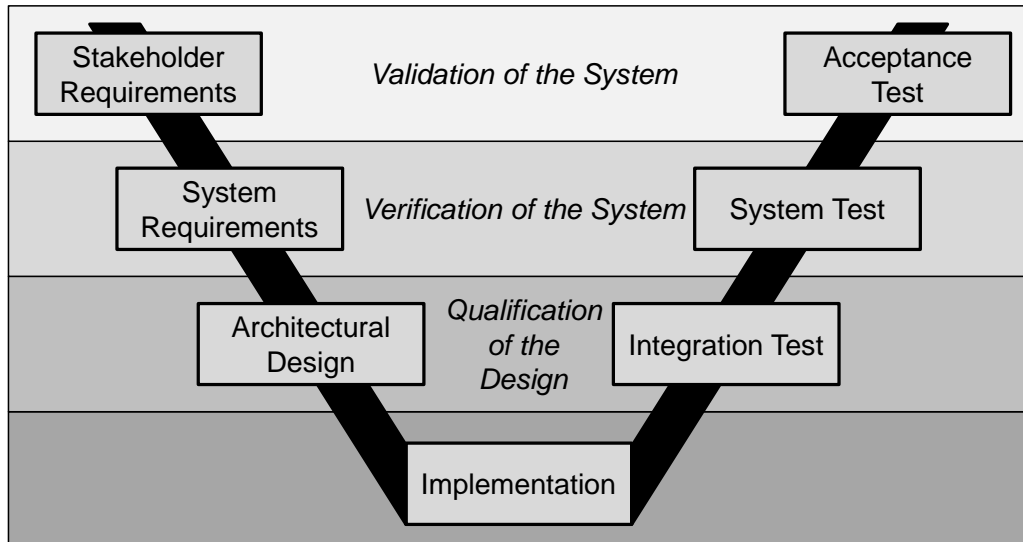 Stakeholder
Requirements
Validation of the System
Acceptance
Test
System
Requirements
Verification of the System
System Test
Architectural
Design
Qualification
of the
Design
Integration Test
Implementation